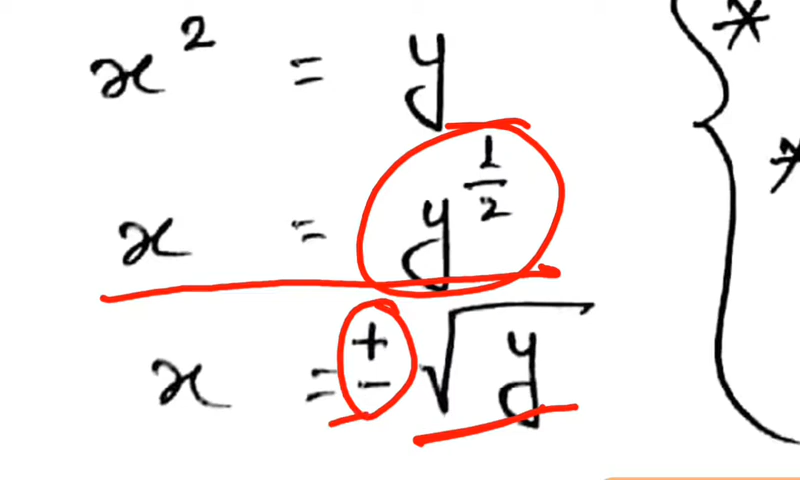 x² = y
x = y^(1/2)
x = ±√y
*
*